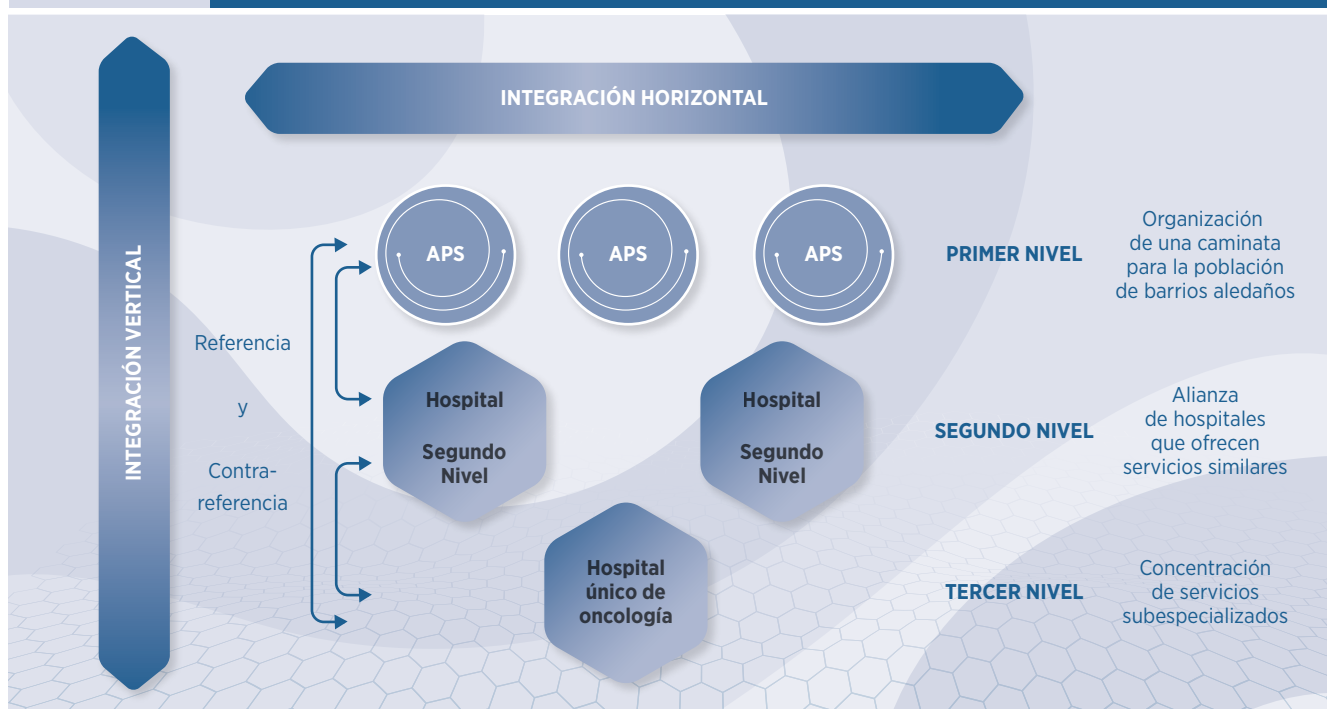 INTEGRACIÓN HORIZONTAL
INTEGRACIÓN VERTICAL
APS
APS
APS
PRIMER NIVEL
Organización
de una caminata
para la población
de barrios aledaños
Referencia
y
Contra-
referencia
Hospital
Segundo
Nivel
Hospital
Segundo
Nivel
SEGUNDO NIVEL
Alianza
de hospitales
que ofrecen
servicios similares
Hospital
único de
oncología
TERCER NIVEL
Concentración
de servicios
subespecializados